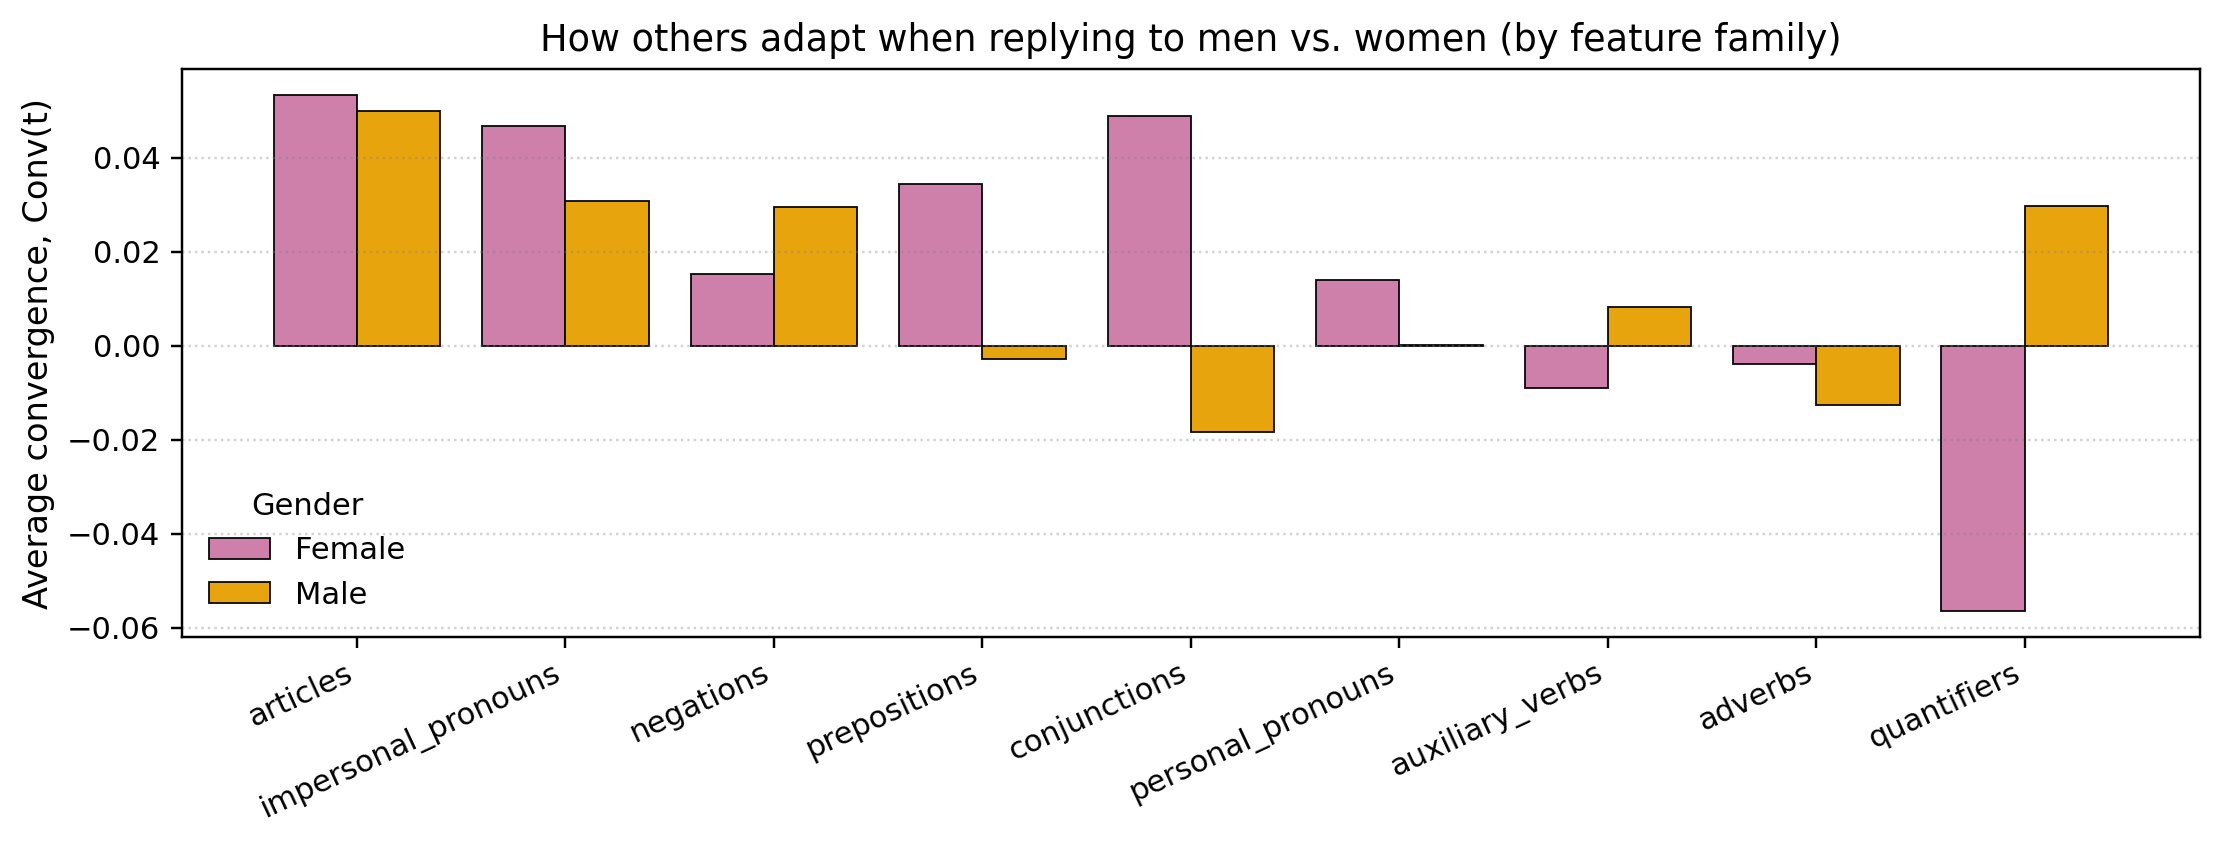 How others adapt when replying to men vs. women (by feature family)
Average convergence, Conv(t)
0.04
0.02
0.00
−0.02
−0.04
−0.06
Gender
Female
Male
articles
impersonal_pronouns
negations
prepositions
conjunctions
personal_pronouns
auxiliary_verbs
adverbs
quantifiers